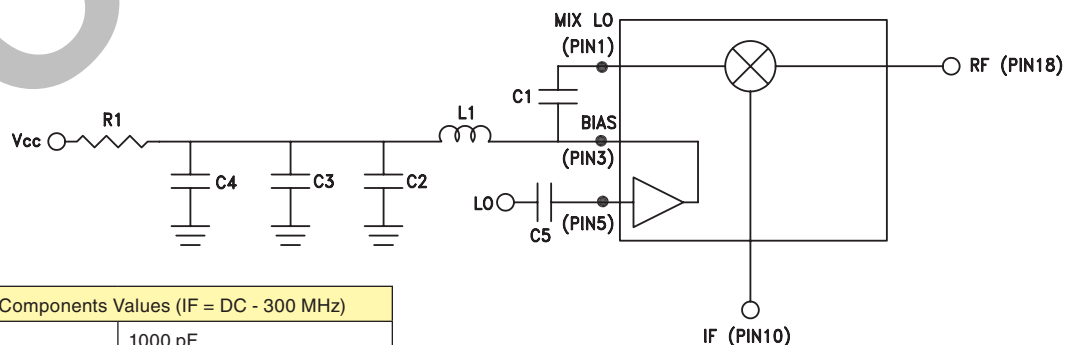 MIX LO
(PIN1)
RF (PIN18)
C1
R1
L1
BIAS
Vcc
(PIN3)
C4
C3
C2
LO
C5
(PIN5)
IF (PIN10)
Components Values (IF = DC - 300 MHz)
1000 pF